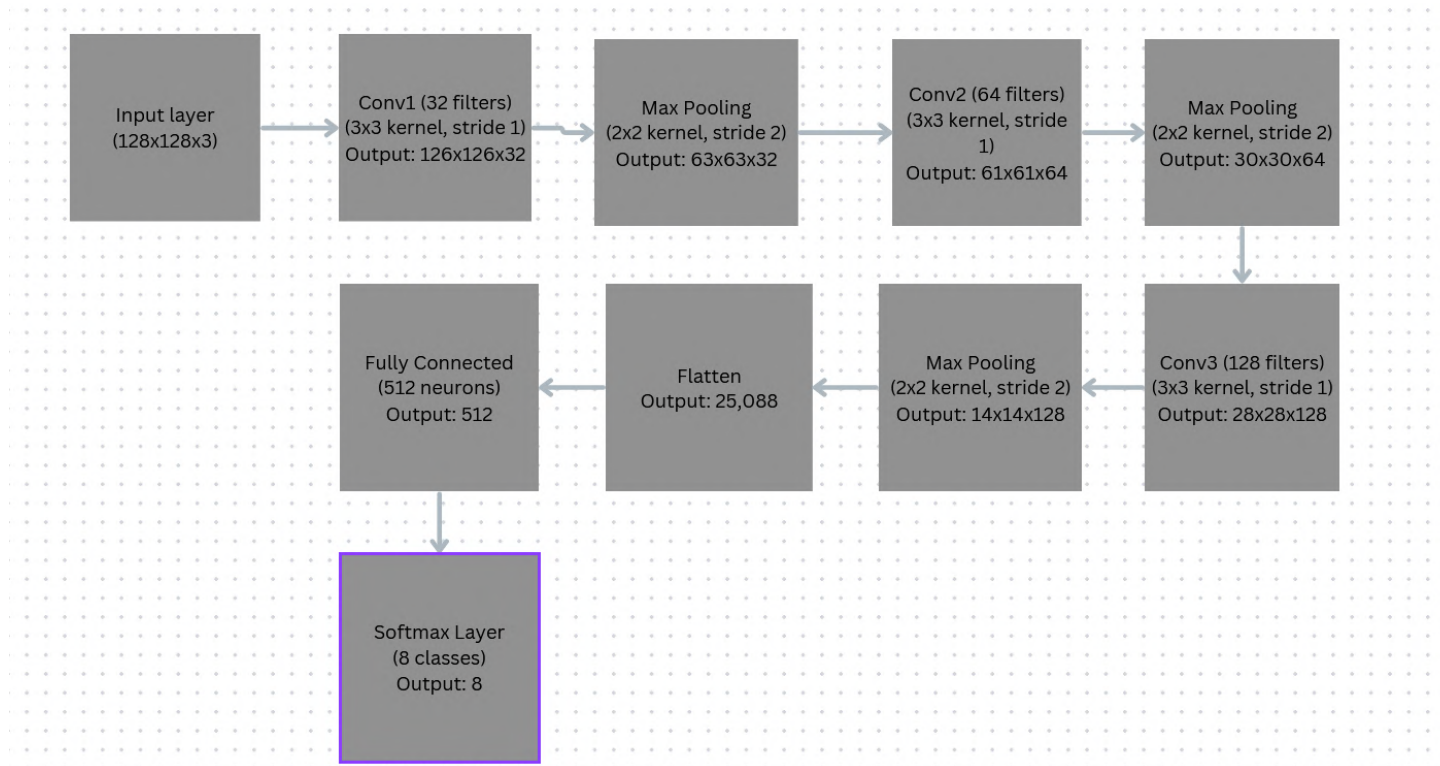 Input layer
(128x128x3)
Conv1 (32 filters)
(3x3 kernel, stride 1)
Output: 126x126x32
Max Pooling
(2x2 kernel, stride 2)
Output: 63x63x32
Conv2 (64 filters)
(3x3 kernel, stride
1)
Output: 61x61x64
Max Pooling
(2x2 kernel, stride 2)
Output: 30x30x64
Conv3 (128 filters)
(3x3 kernel, stride 1)
Output: 28x28x128
Max Pooling
(2x2 kernel, stride 2)
Output: 14x14x128
Flatten
Output: 25,088
Fully Connected
(512 neurons)
Output: 512
Softmax Layer
(8 classes)
Output: 8